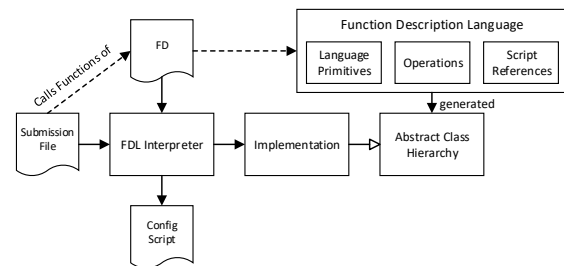 Function Description Language
FD
Language
Primitives
Operations
Script
References
Calls Functions of
generated
Submission
File
FDL Interpreter
Implementation
Abstract Class
Hierarchy
Config
Script